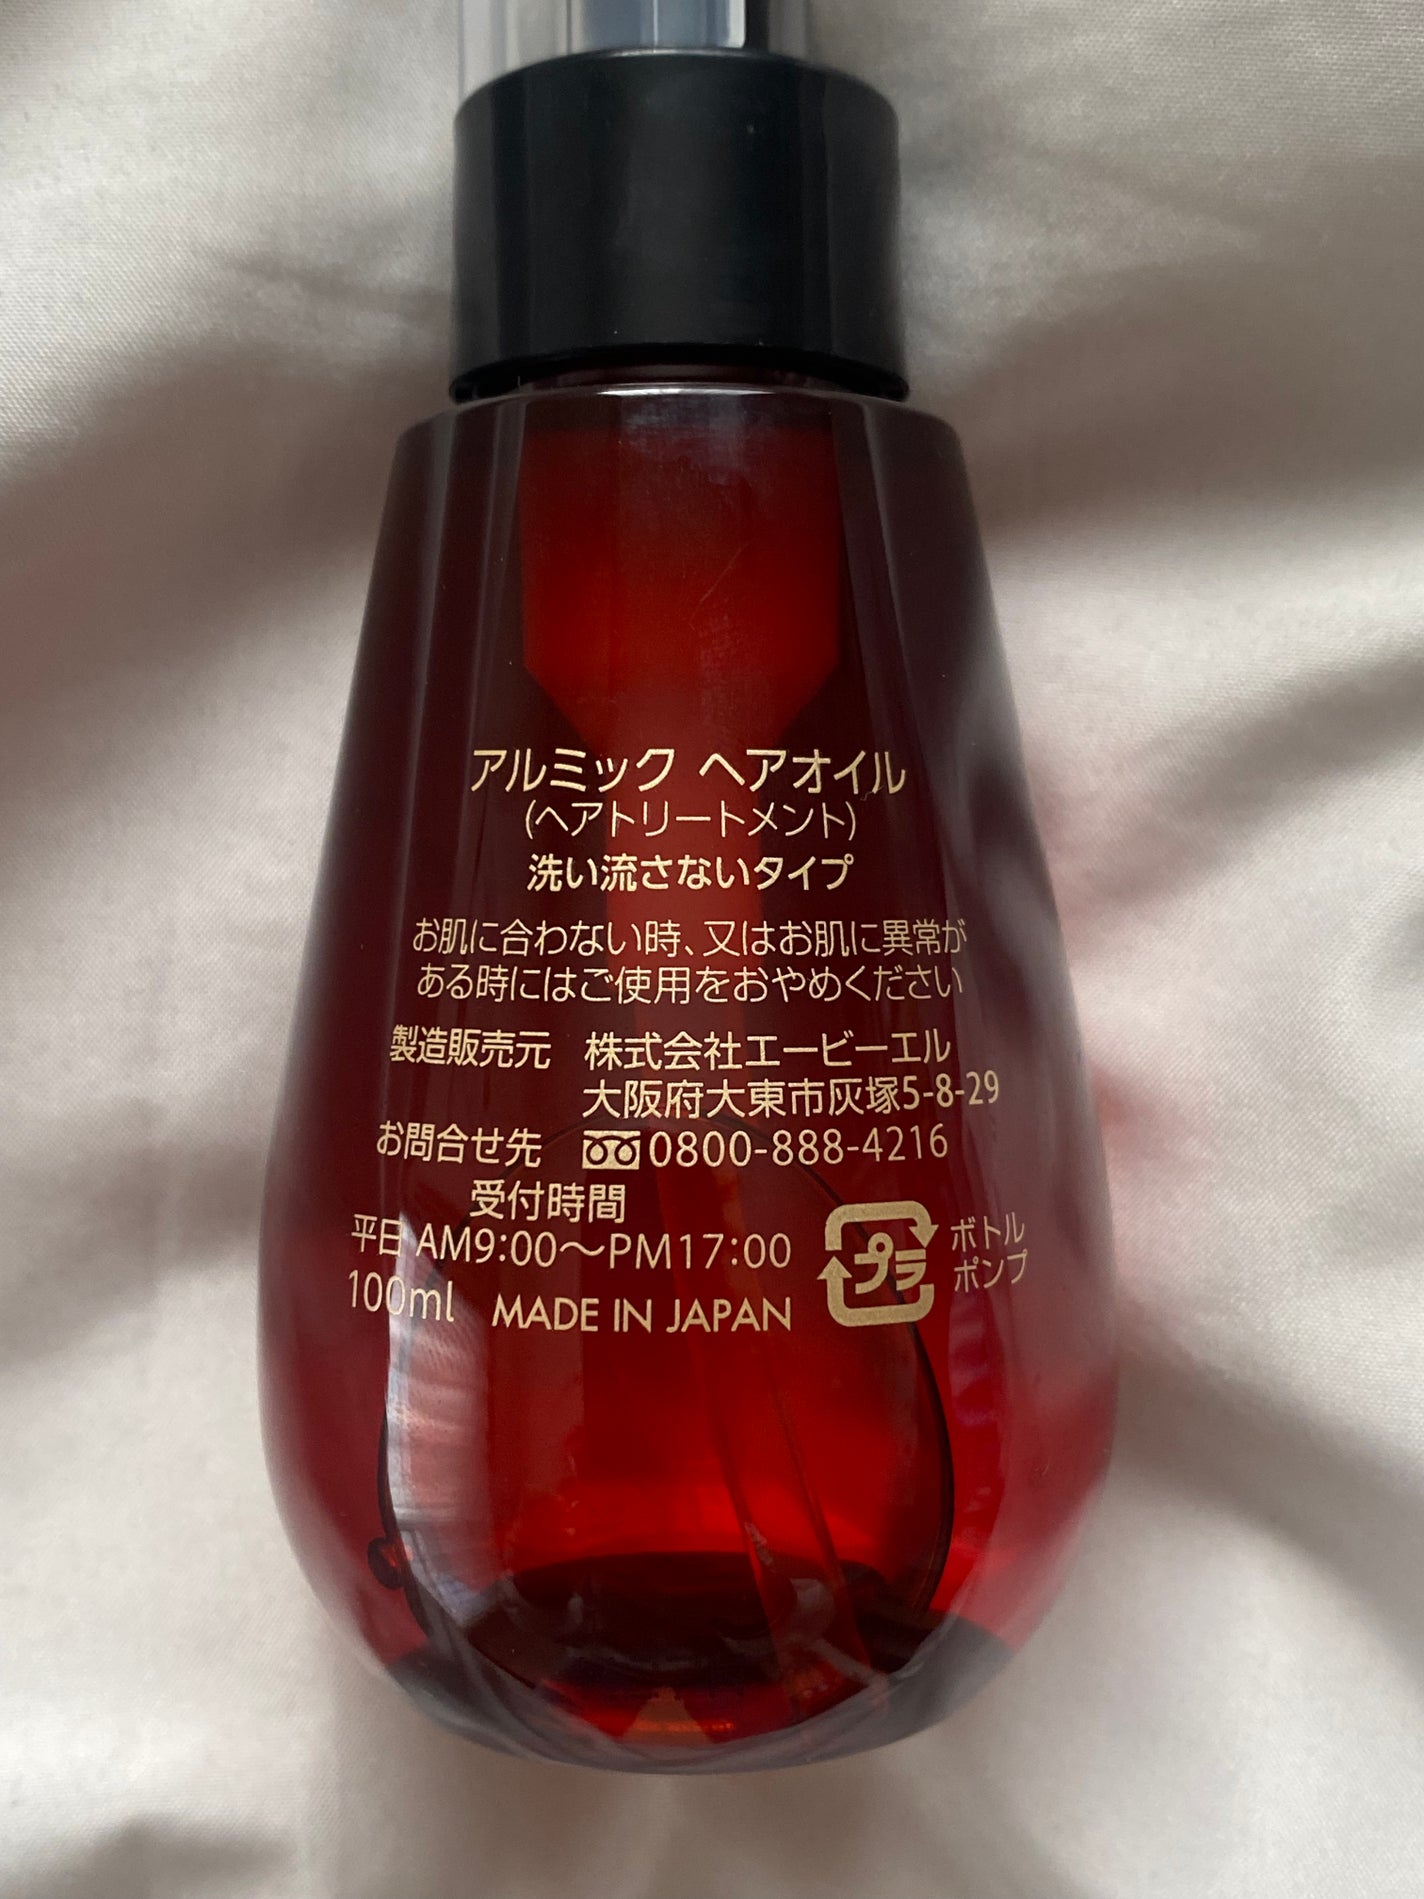 アルミック ヘアオイル
(ヘアトリートメント)
洗い流さないタイプ
お肌に合わない時、又はお肌に異常が
ある時にはご使用をおやめください
製造販売元 株式会社エービーエル
大阪府大東市灰塚5-8-29
お問合せ先 0800-888-4216
受付時間
平日 AM9:00〜PM17:00
100ml MADE IN JAPAN
プラ
ボトル
ポンプ